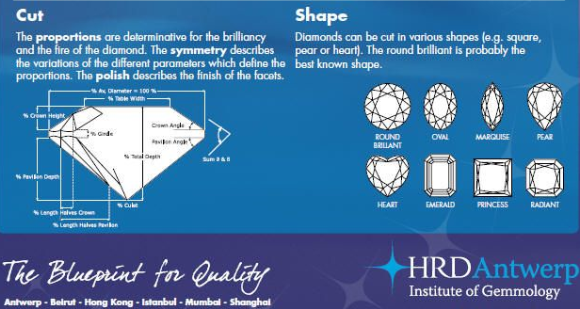 Cut
The proportions are determinative for the brilliancy
and the fire of the diamond. The symmetry describes
the variations of the different parameters which define the
proportions. The polish describes the finish of the facets.
% Av. Diameter = 100 %
% Table Width
% Crown Height
% Girdle
Crown Angle
Pavilion Angle
% Total Depth
Sum α & β
% Pavilion Depth
% Culet
% Length Halves Crown
% Length Halves Pavilion
Shape
Diamonds can be cut in various shapes (e.g. square,
pear or heart). The round brilliant is probably the
best known shape.
ROUND
BRILLIANT
OVAL
MARQUISE
PEAR
HEART
EMERALD
PRINCESS
RADIANT
The Blueprint for Quality
Antwerp - Beirut - Hong Kong - Istanbul - Mumbai - Shanghai
HRD Antwerp
Institute of Gemmology